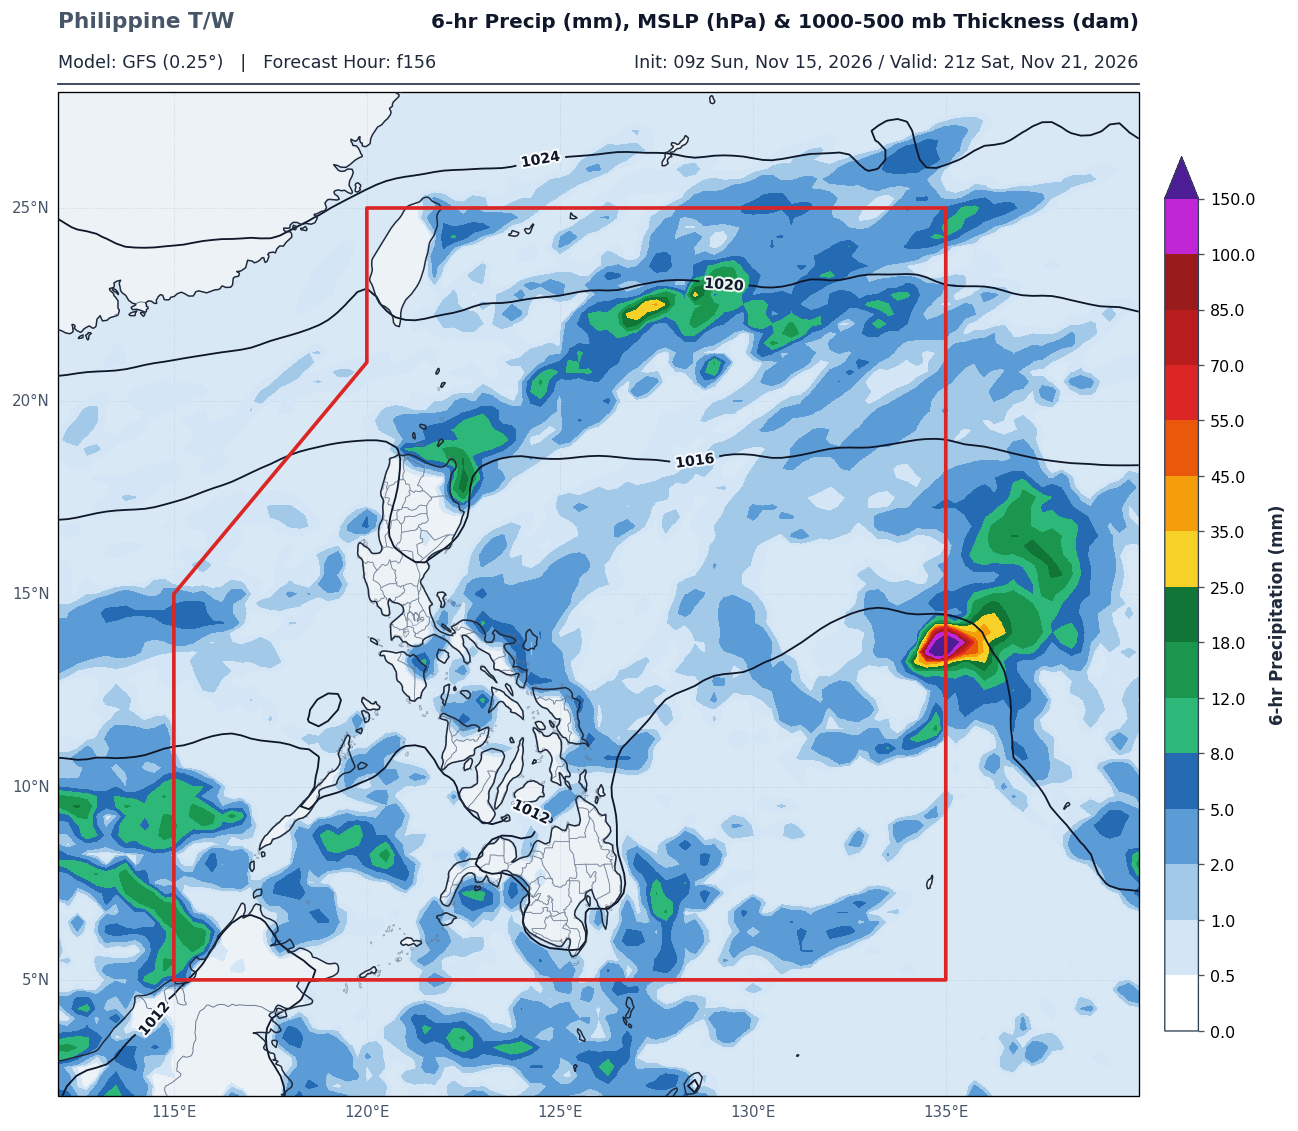 Philippine T/W
6-hr Precip (mm), MSLP (hPa) & 1000-500 mb Thickness (dam)
Model: GFS (0.25°) | Forecast Hour: f156
Init: 09z Sun, Nov 15, 2026 / Valid: 21z Sat, Nov 21, 2026
1024
1020
1016
1012
1012
25°N
20°N
15°N
10°N
5°N
115°E
120°E
125°E
130°E
135°E
150.0
100.0
85.0
70.0
55.0
45.0
35.0
25.0
18.0
12.0
8.0
5.0
2.0
1.0
0.5
0.0
6-hr Precipitation (mm)